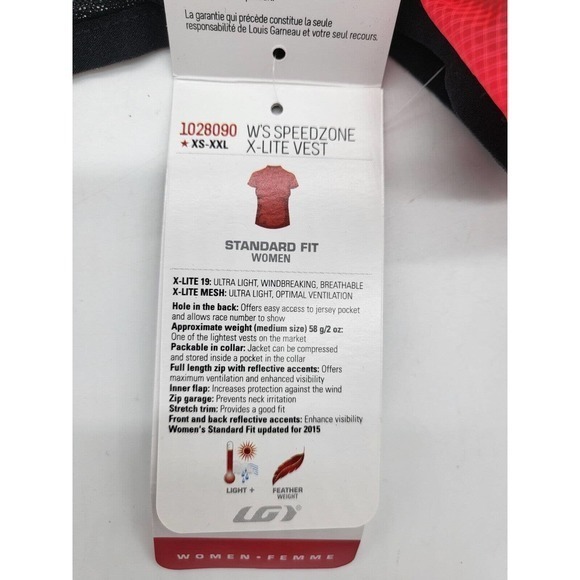 La garantie qui précède constitue la seule
responsabilité de Louis Garneau et votre seul recours.
1028090 W'S SPEEDZONE
★ XS-XXL X-LITE VEST
STANDARD FIT
WOMEN
X-LITE 19: ULTRA LIGHT, WINDBREAKING, BREATHABLE
X-LITE MESH: ULTRA LIGHT, OPTIMAL VENTILATION
Hole in the back: Offers easy access to jersey pocket
and allows race number to show
Approximate weight (medium size) 58 g/2 oz:
One of the lightest vests on the market
Packable in collar: Jacket can be compressed
and stored inside a pocket in the collar
Full length zip with reflective accents: Offers
maximum ventilation and enhanced visibility
Inner flap: Increases protection against the wind
Zip garage: Prevents neck irritation
Stretch trim: Provides a good fit
Front and back reflective accents: Enhance visibility
Women's Standard Fit updated for 2015
LIGHT + FEATHER
WEIGHT
LG
WOMEN • FEMME